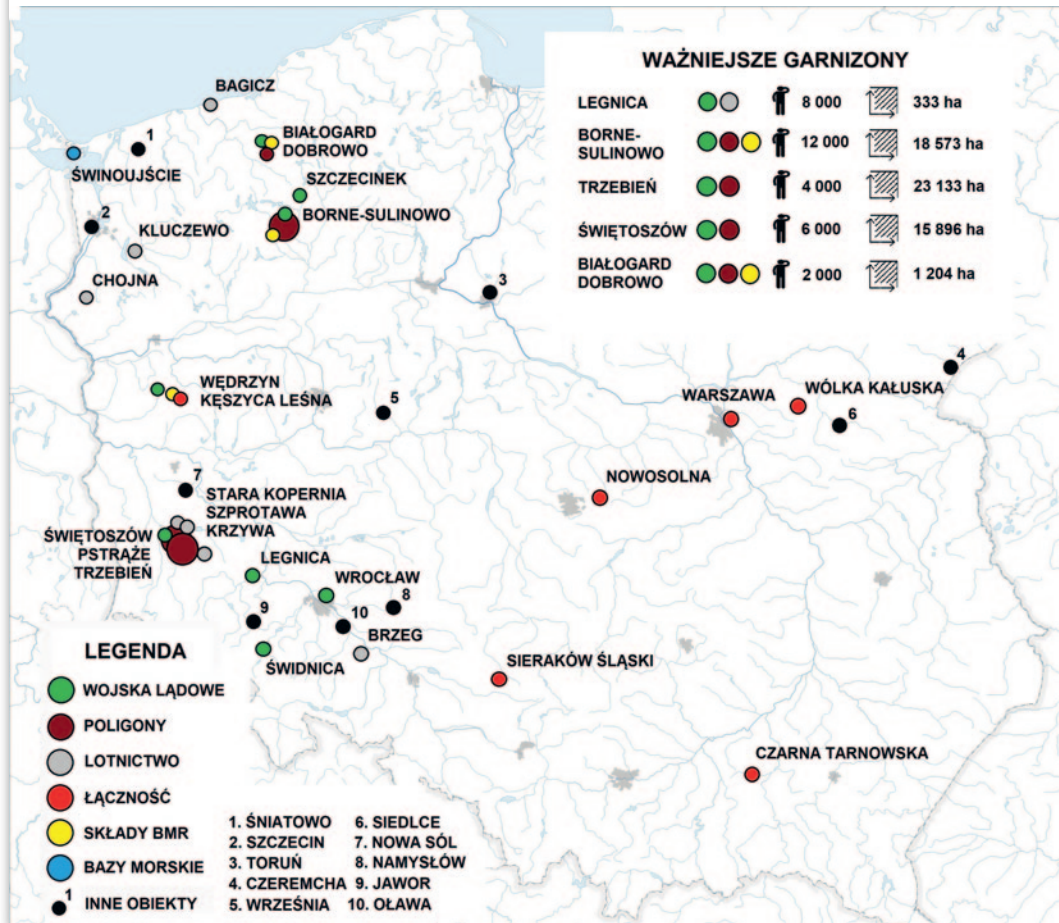 WAŻNIEJSZE GARNIZONY
LEGNICA 8 000 333 ha
BORNE-
SULINOWO 12 000 18 573 ha
TRZEBIEŃ 4 000 23 133 ha
ŚWIĘTOSZÓW 6 000 15 896 ha
BIAŁOGARD
DOBROWO 2 000 1 204 ha
BAGICZ
1
BIAŁOGARD
DOBROWO
ŚWINOUJŚCIE
SZCZECINEK
2
BORNE-SULINOWO
KLUCZEWO
CHOJNA
3
4
WĘDRZYN
KĘSZYCA LEŚNA
5
WARSZAWA
WÓLKA KAŁUSKA
6
7
NOWOSOLNA
STARA KOPERNIA
SZPROTAWA
KRZYWA
ŚWIĘTOSZÓW
PSTRĄŻE
TRZEBIEŃ
LEGNICA
WROCŁAW
8
9
10
BRZEG
ŚWIDNICA
SIERAKÓW ŚLĄSKI
CZARNA TARNOWSKA
LEGENDA
WOJSKA LĄDOWE
POLIGONY
LOTNICTWO
ŁĄCZNOŚĆ
SKŁADY BMR
BAZY MORSKIE
1 INNE OBIEKTY
1. ŚNIATOWO 6. SIEDLCE
2. SZCZECIN 7. NOWA SÓL
3. TORUŃ 8. NAMYSŁÓW
4. CZEREMCHA 9. JAWOR
5. WRZEŚNIA 10. OŁAWA